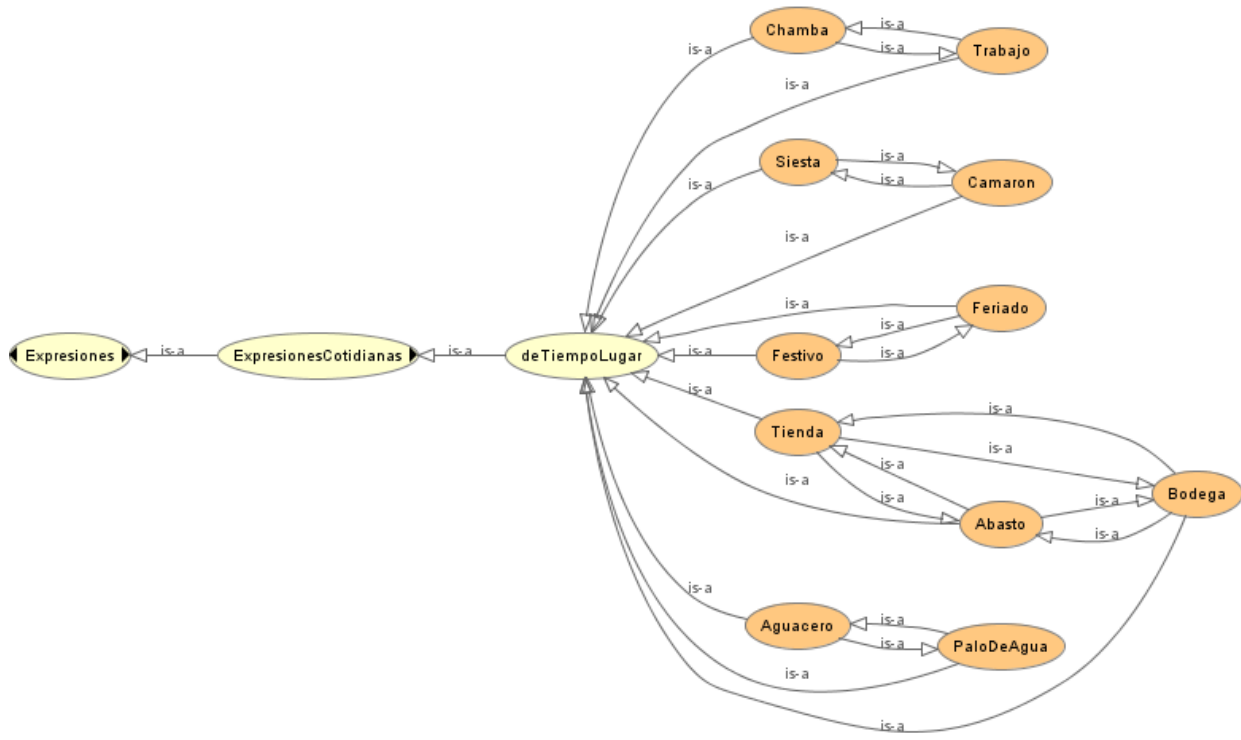 Chamba
is-a
Trabajo
is-a
is-a
is-a
Siesta
is-a
is-a
is-a
Camaron
is-a
is-a
Feriado
is-a
Expresiones
is-a
ExpresionesCotidianas
is-a
deTiempoLugar
is-a
Festivo
is-a
is-a
is-a
Tienda
is-a
is-a
is-a
is-a
is-a
Bodega
is-a
Abasto
is-a
is-a
Aguacero
is-a
is-a
PaloDeAgua
is-a
is-a